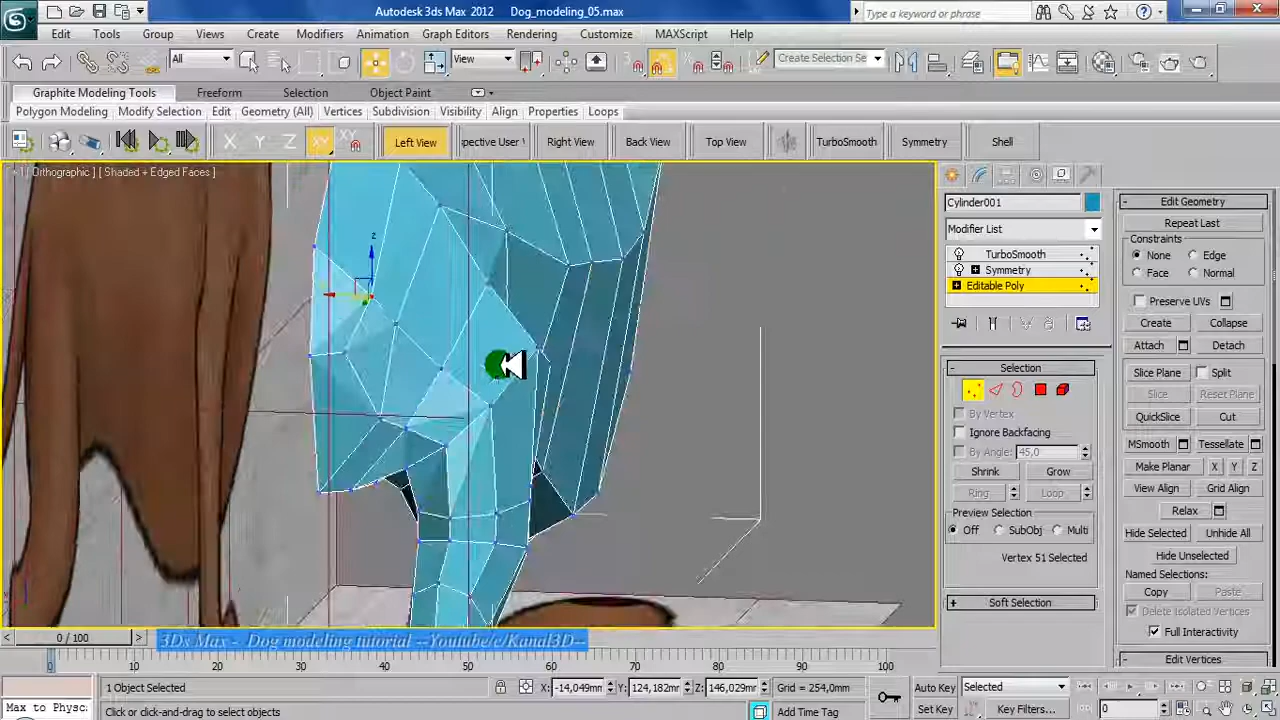 Autodesk 3ds Max 2012 Dog_modeling_05.max
Type a keyword or phrase
Edit Tools Group Views Create Modifiers Animation Graph Editors Rendering Customize MAXScript Help
All View Create Selection Se
Graphite Modeling Tools Freeform Selection Object Paint
Polygon Modeling Modify Selection Edit Geometry (All) Vertices Subdivision Visibility Align Properties Loops
X Y Z XY XY Left View pective User Right View Back View Top View TurboSmooth Symmetry Shell
[ Orthographic ] [ Shaded + Edged Faces ]
z
Cylinder001
Modifier List
TurboSmooth
Symmetry
Editable Poly
Selection
By Vertex
Ignore Backfacing
By Angle: 45,0
Shrink Grow
Ring Loop
Preview Selection
Off SubObj Multi
Vertex 51 Selected
Soft Selection
Edit Geometry
Repeat Last
Constraints
None Edge
Face Normal
Preserve UVs
Create Collapse
Attach Detach
Slice Plane Split
Slice Reset Plane
QuickSlice Cut
MSmooth Tessellate
Make Planar X Y Z
View Align Grid Align
Relax
Hide Selected Unhide All
Hide Unselected
Named Selections:
Copy Paste
Delete Isolated Vertices
Full Interactivity
Edit Vertices
0 / 100
3Ds Max - Dog modeling tutorial --Youtube/c/Kanal3D--
0 10 20 30 40 50 60 70 80 90 100
1 Object Selected X: -14,049mm Y: 124,182mm Z: 146,029mm Grid = 254,0mm Auto Key Selected
Max to Physc Click or click-and-drag to select objects Add Time Tag Set Key Key Filters... 0